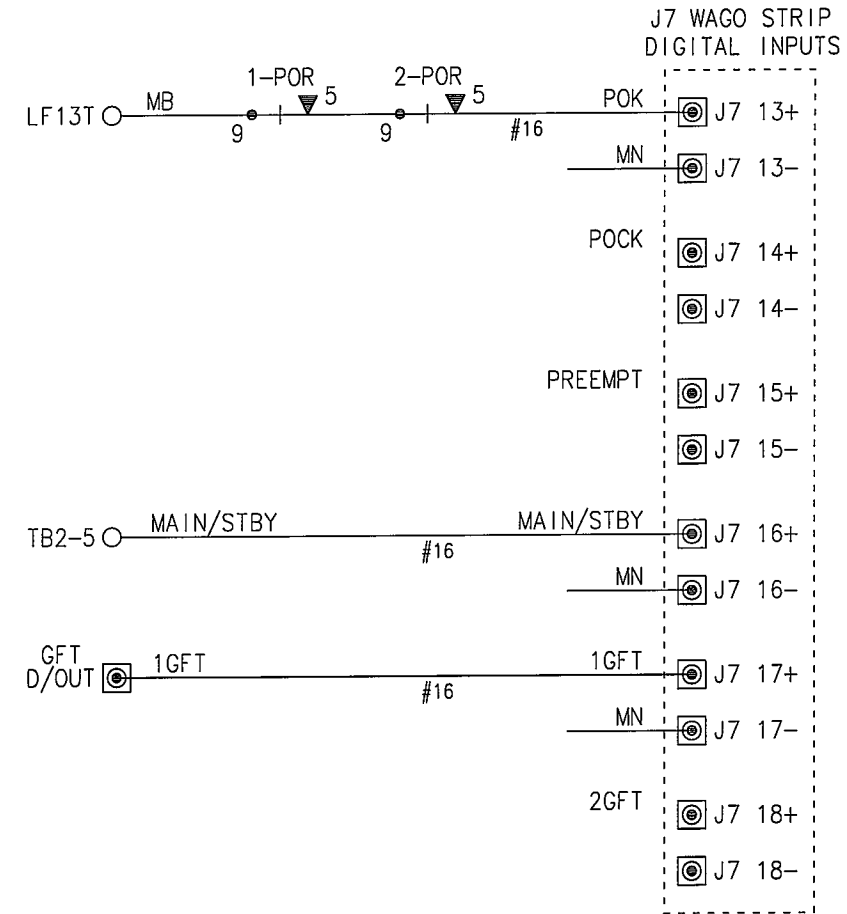 J7 WAGO STRIP
DIGITAL INPUTS
1-POR
2-POR
LF13T
MB
5
5
POK
J7 13+
9
9
#16
MN
J7 13-
POCK
J7 14+
J7 14-
PREEMPT
J7 15+
J7 15-
TB2-5
MAIN/STBY
MAIN/STBY
J7 16+
#16
MN
J7 16-
GFT
D/OUT
1GFT
1GFT
J7 17+
#16
MN
J7 17-
2GFT
J7 18+
J7 18-